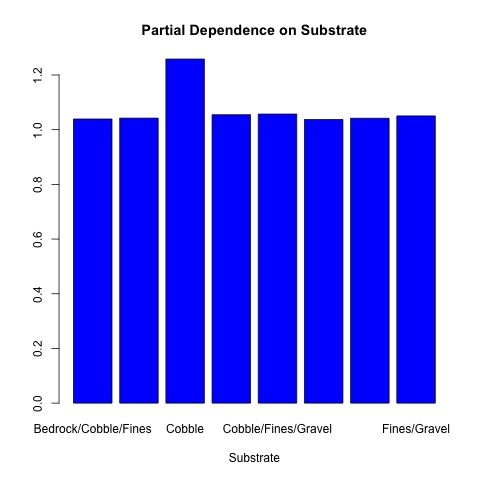 Partial Dependence on Substrate
1.2
1.0
0.8
0.6
0.4
0.2
0.0
Bedrock/Cobble/Fines Cobble Cobble/Fines/Gravel Fines/Gravel
Substrate